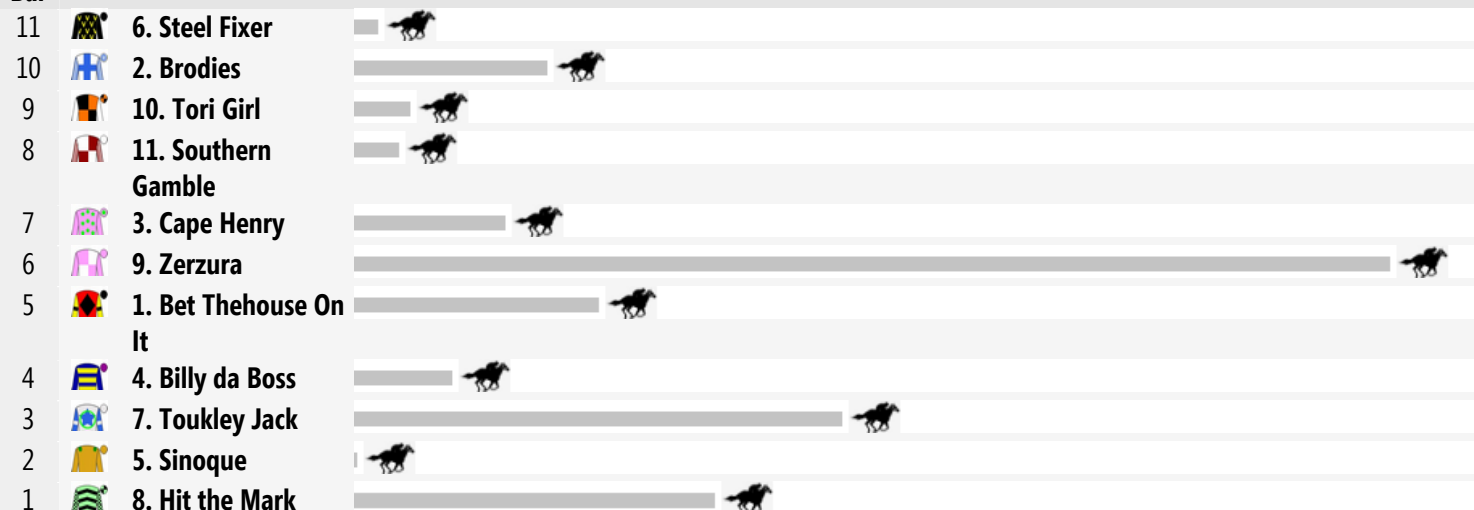 Bar
11 6. Steel Fixer
10 2. Brodies
9 10. Tori Girl
8 11. Southern
Gamble
7 3. Cape Henry
6 9. Zerzura
5 1. Bet Thehouse On
It
4 4. Billy da Boss
3 7. Toukley Jack
2 5. Sinoque
1 8. Hit the Mark